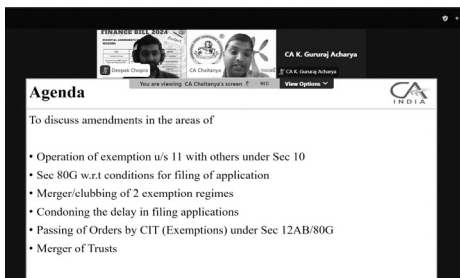 FINANCE BILL 2024
Deepak Chopra
CA Chaitanya
CA K. Gururaj Acharya
CA K. Gururaj Acharya
You are viewing CA Chaitanya's screen
REC
View Options
Agenda
CA
INDIA
To discuss amendments in the areas of
• Operation of exemption u/s 11 with others under Sec 10
• Sec 80G w.r.t conditions for filing of application
• Merger/clubbing of 2 exemption regimes
• Condoning the delay in filing applications
• Passing of Orders by CIT (Exemptions) under Sec 12AB/80G
• Merger of Trusts